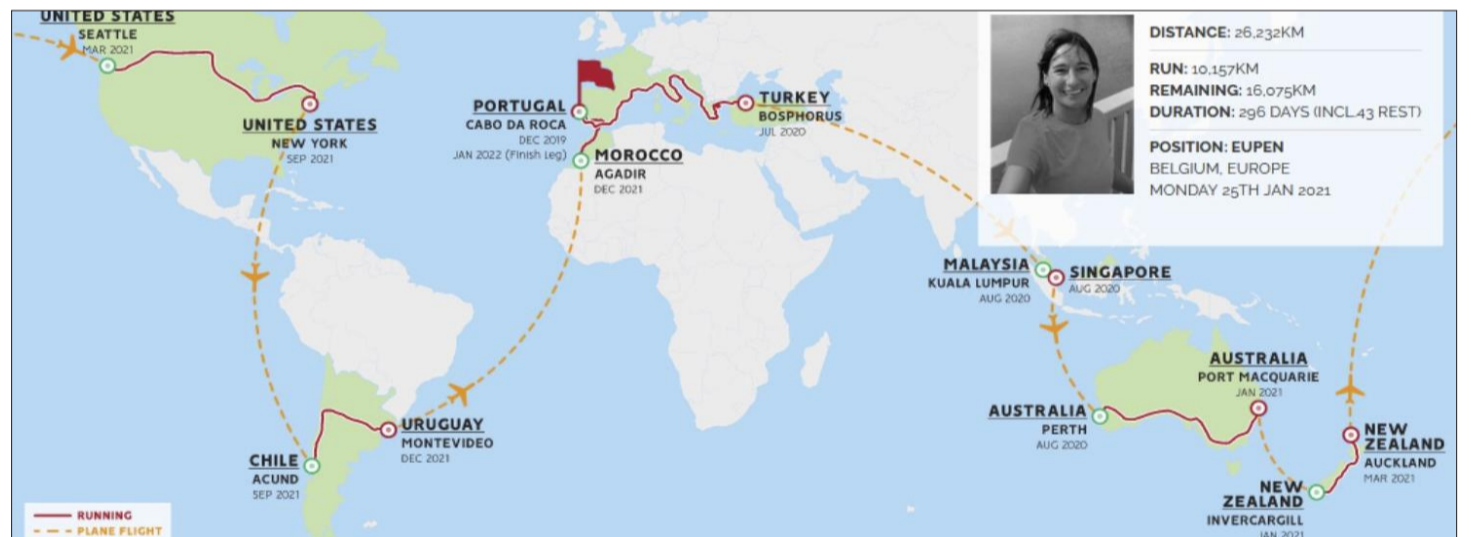 UNITED STATES
SEATTLE
MAR 2021
UNITED STATES
NEW YORK
SEP 2021
PORTUGAL
CABO DA ROCA
DEC 2019
JAN 2022 (Finish Leg)
TURKEY
BOSPHORUS
JUL 2020
MOROCCO
AGADIR
DEC 2021
DISTANCE: 26,232KM
RUN: 10,157KM
REMAINING: 16,075KM
DURATION: 296 DAYS (INCL.43 REST)
POSITION: EUPEN
BELGIUM, EUROPE
MONDAY 25TH JAN 2021
MALAYSIA
KUALA LUMPUR
AUG 2020
SINGAPORE
AUG 2020
AUSTRALIA
PORT MACQUARIE
JAN 2021
AUSTRALIA
PERTH
AUG 2020
NEW
ZEALAND
AUCKLAND
MAR 2021
NEW
ZEALAND
INVERCARGILL
JAN 2021
URUGUAY
MONTEVIDEO
DEC 2021
CHILE
ACUND
SEP 2021
RUNNING
PLANE FLIGHT